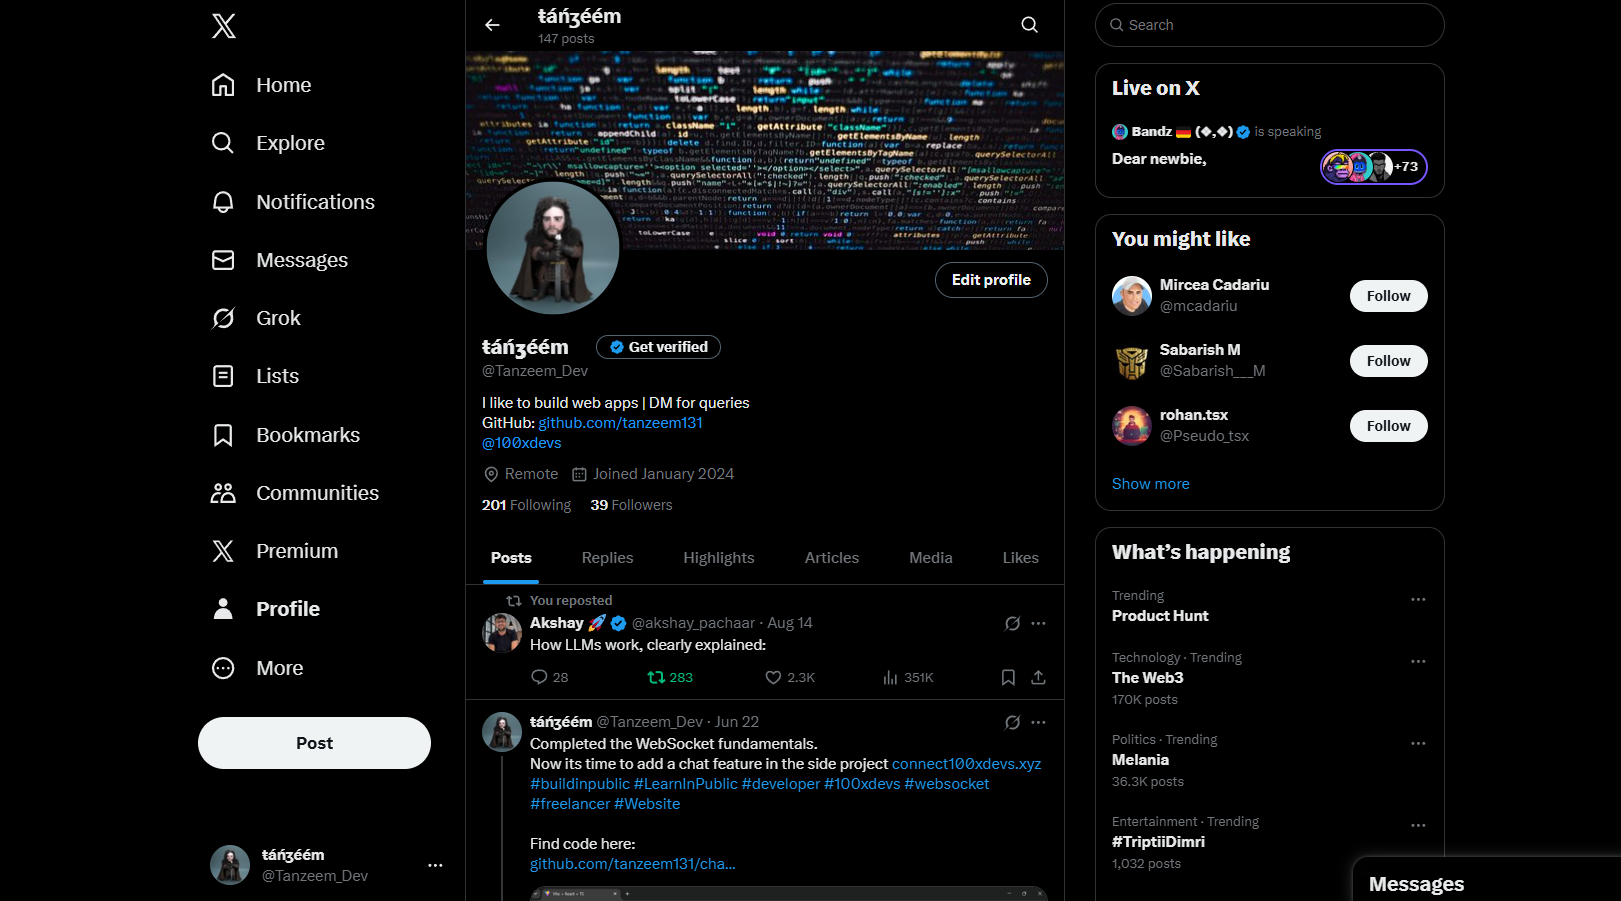 Home
Explore
Notifications
Messages
Grok
Lists
Bookmarks
Communities
Premium
Profile
More
Post
ŧáńʒéém
@Tanzeem_Dev
ŧáńʒéém
147 posts
Edit profile
ŧáńʒéém
Get verified
@Tanzeem_Dev
I like to build web apps | DM for queries
GitHub: github.com/tanzeem131
@100xdevs
Remote Joined January 2024
201 Following 39 Followers
Posts Replies Highlights Articles Media Likes
You reposted
Akshay 🚀 @akshay_pachaar · Aug 14
How LLMs work, clearly explained:
28 283 2.3K 351K
ŧáńʒéém @Tanzeem_Dev · Jun 22
Completed the WebSocket fundamentals.
Now its time to add a chat feature in the side project connect100xdevs.xyz
#buildinpublic #LearnInPublic #developer #100xdevs #websocket
#freelancer #Website
Find code here:
github.com/tanzeem131/cha...
Search
Live on X
Bandz 🇩🇪 (❖,❖) is speaking
Dear newbie,
+73
You might like
Mircea Cadariu
@mcadariu
Follow
Sabarish M
@Sabarish___M
Follow
rohan.tsx
@Pseudo_tsx
Follow
Show more
What's happening
Trending
Product Hunt
Technology · Trending
The Web3
170K posts
Politics · Trending
Melania
36.3K posts
Entertainment · Trending
#TriptiiDimri
1,032 posts
Messages